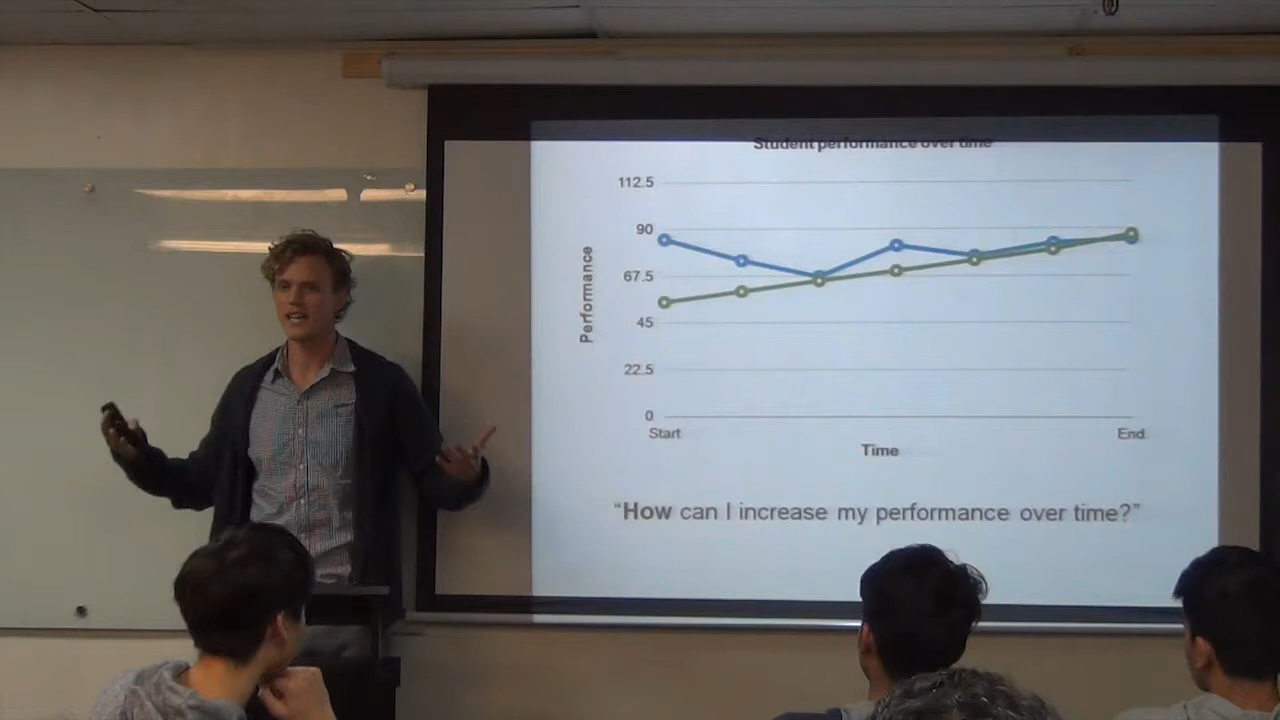 Student performance over time
112.5
90
67.5
45
22.5
0
Performance
Start
End
Time
“How can I increase my performance over time?”